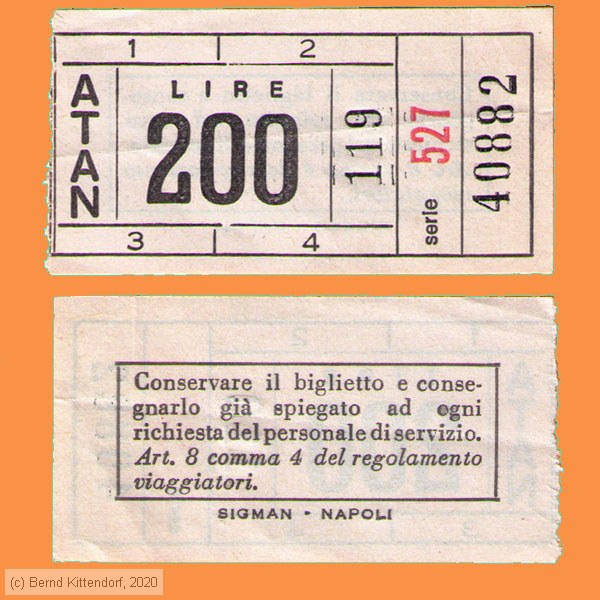 1 2
ATAN
LIRE
200
119
serie 527
40882
3 4
Conservare il biglietto e conse-
gnarlo già spiegato ad ogni
richiesta del personale di servizio.
Art. 8 comma 4 del regolamento
viaggiatori.
SIGMAN - NAPOLI
(c) Bernd Kittendorf, 2020